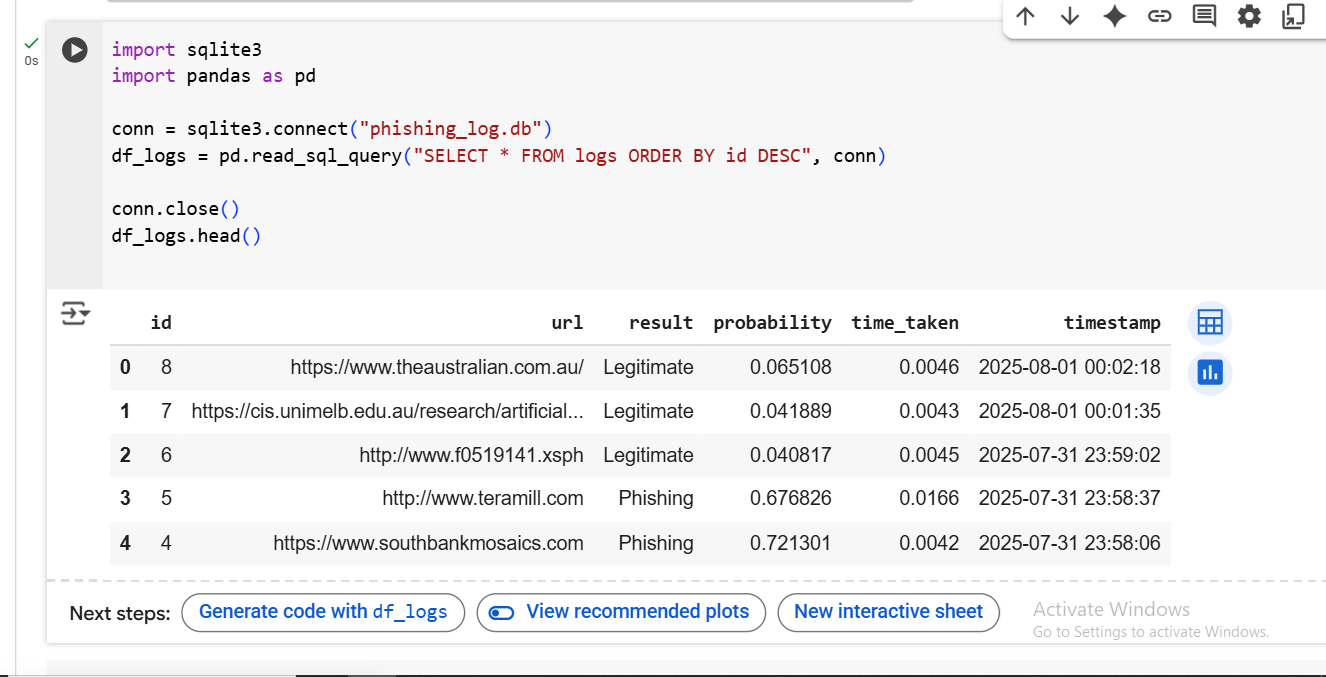 import sqlite3
0s
import pandas as pd
conn = sqlite3.connect("phishing_log.db")
df_logs = pd.read_sql_query("SELECT * FROM logs ORDER BY id DESC", conn)
conn.close()
df_logs.head()
id url result probability time_taken timestamp
0 8 https://www.theaustralian.com.au/ Legitimate 0.065108 0.0046 2025-08-01 00:02:18
1 7 https://cis.unimelb.edu.au/research/artificial... Legitimate 0.041889 0.0043 2025-08-01 00:01:35
2 6 http://www.f0519141.xsph Legitimate 0.040817 0.0045 2025-07-31 23:59:02
3 5 http://www.teramill.com Phishing 0.676826 0.0166 2025-07-31 23:58:37
4 4 https://www.southbankmosaics.com Phishing 0.721301 0.0042 2025-07-31 23:58:06
Next steps: Generate code with df_logs View recommended plots New interactive sheet
Activate Windows
Go to Settings to activate Windows.